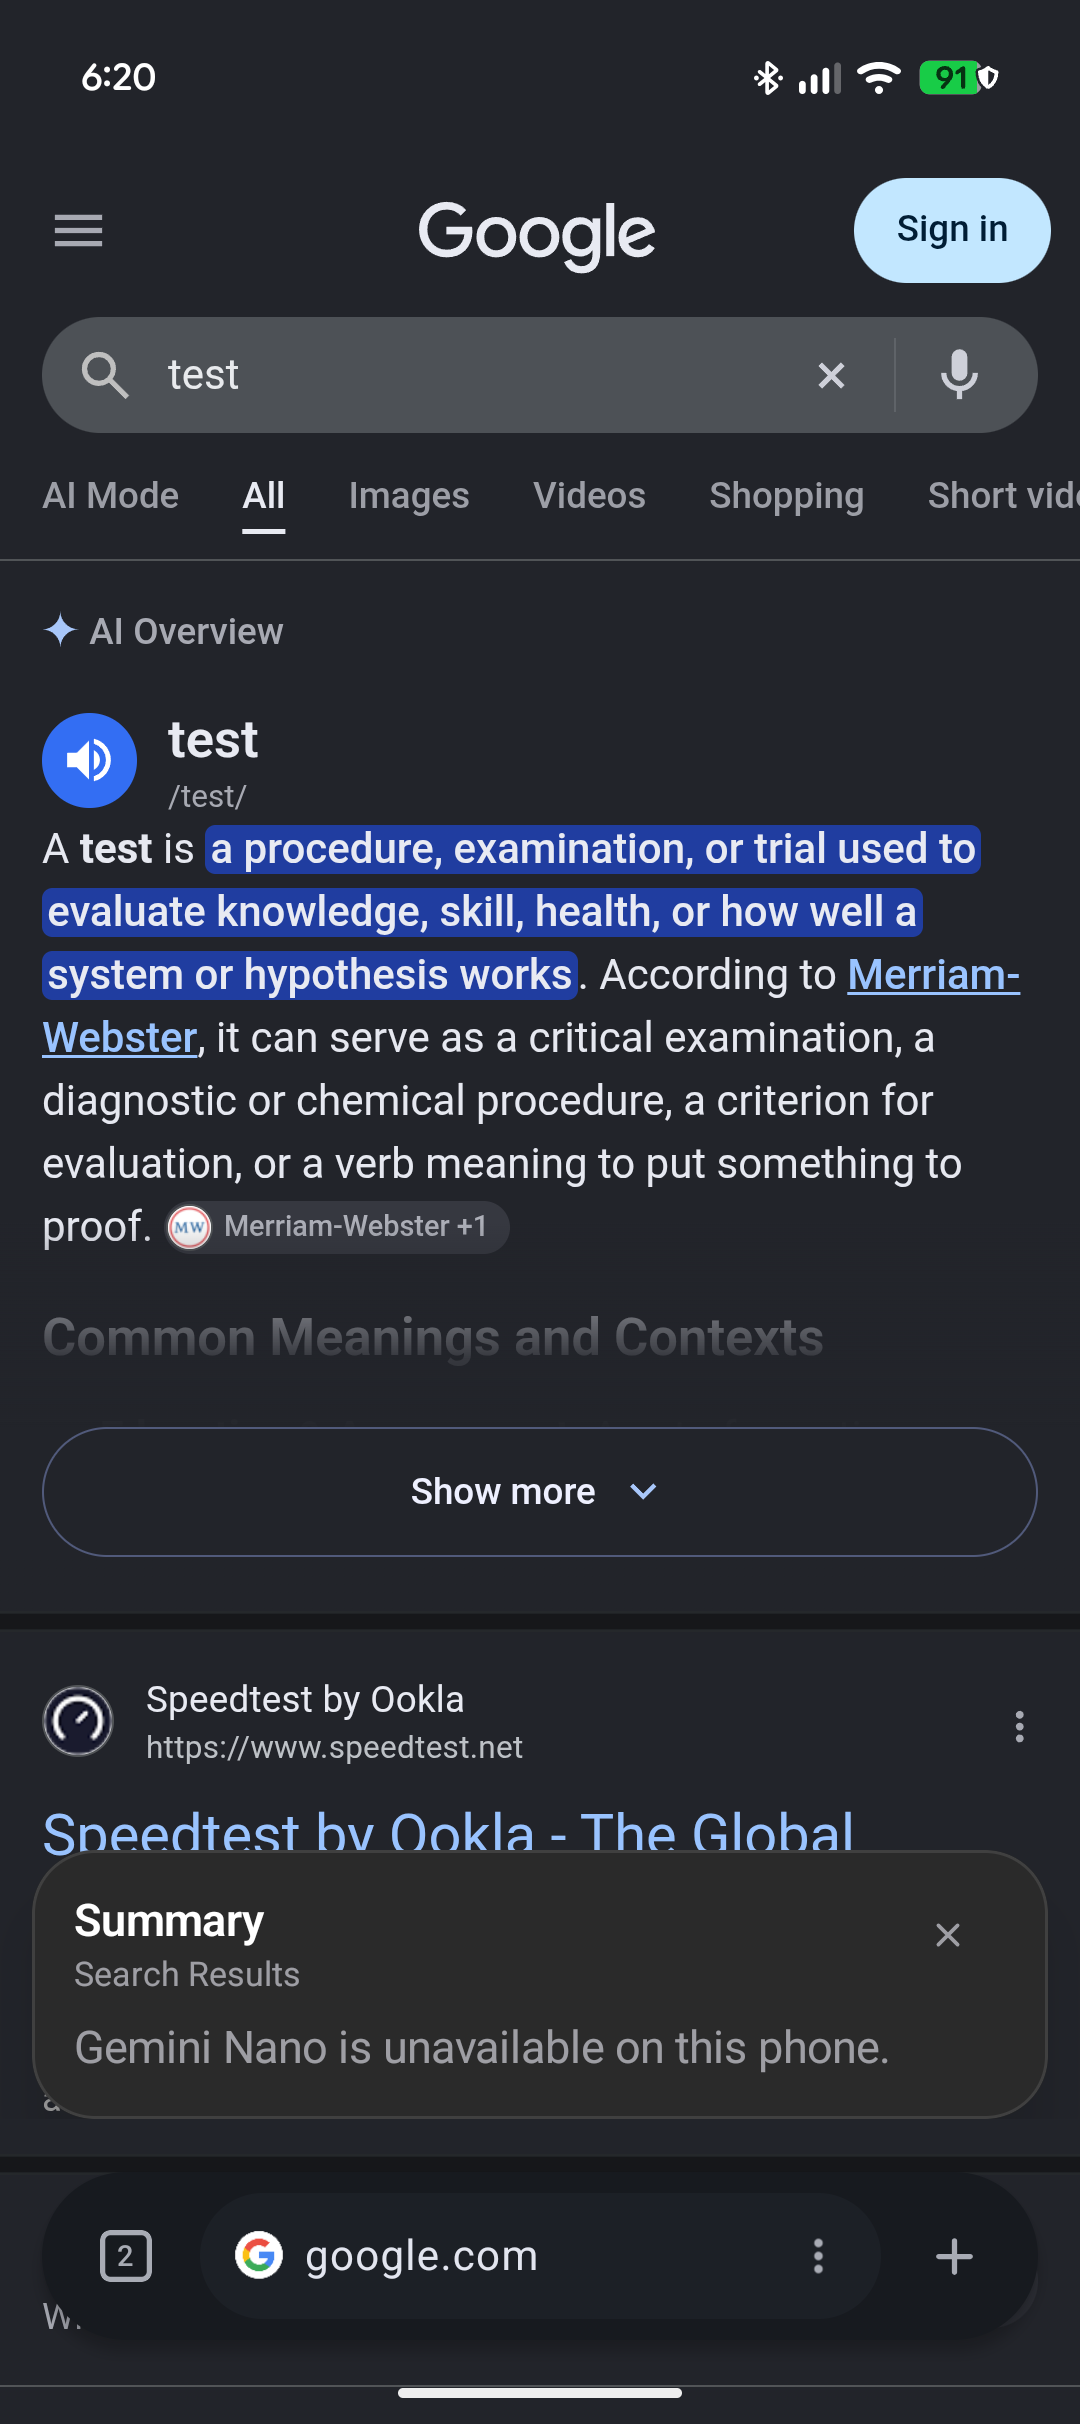 6:20
91
Google
Sign in
test
AI Mode All Images Videos Shopping Short vide
AI Overview
test
/test/
A test is a procedure, examination, or trial used to
evaluate knowledge, skill, health, or how well a
system or hypothesis works. According to Merriam-
Webster, it can serve as a critical examination, a
diagnostic or chemical procedure, a criterion for
evaluation, or a verb meaning to put something to
proof. MW Merriam-Webster +1
Common Meanings and Contexts
Show more
Speedtest by Ookla
https://www.speedtest.net
Speedtest by Ookla - The Global
Summary
Search Results
Gemini Nano is unavailable on this phone.
2 G google.com